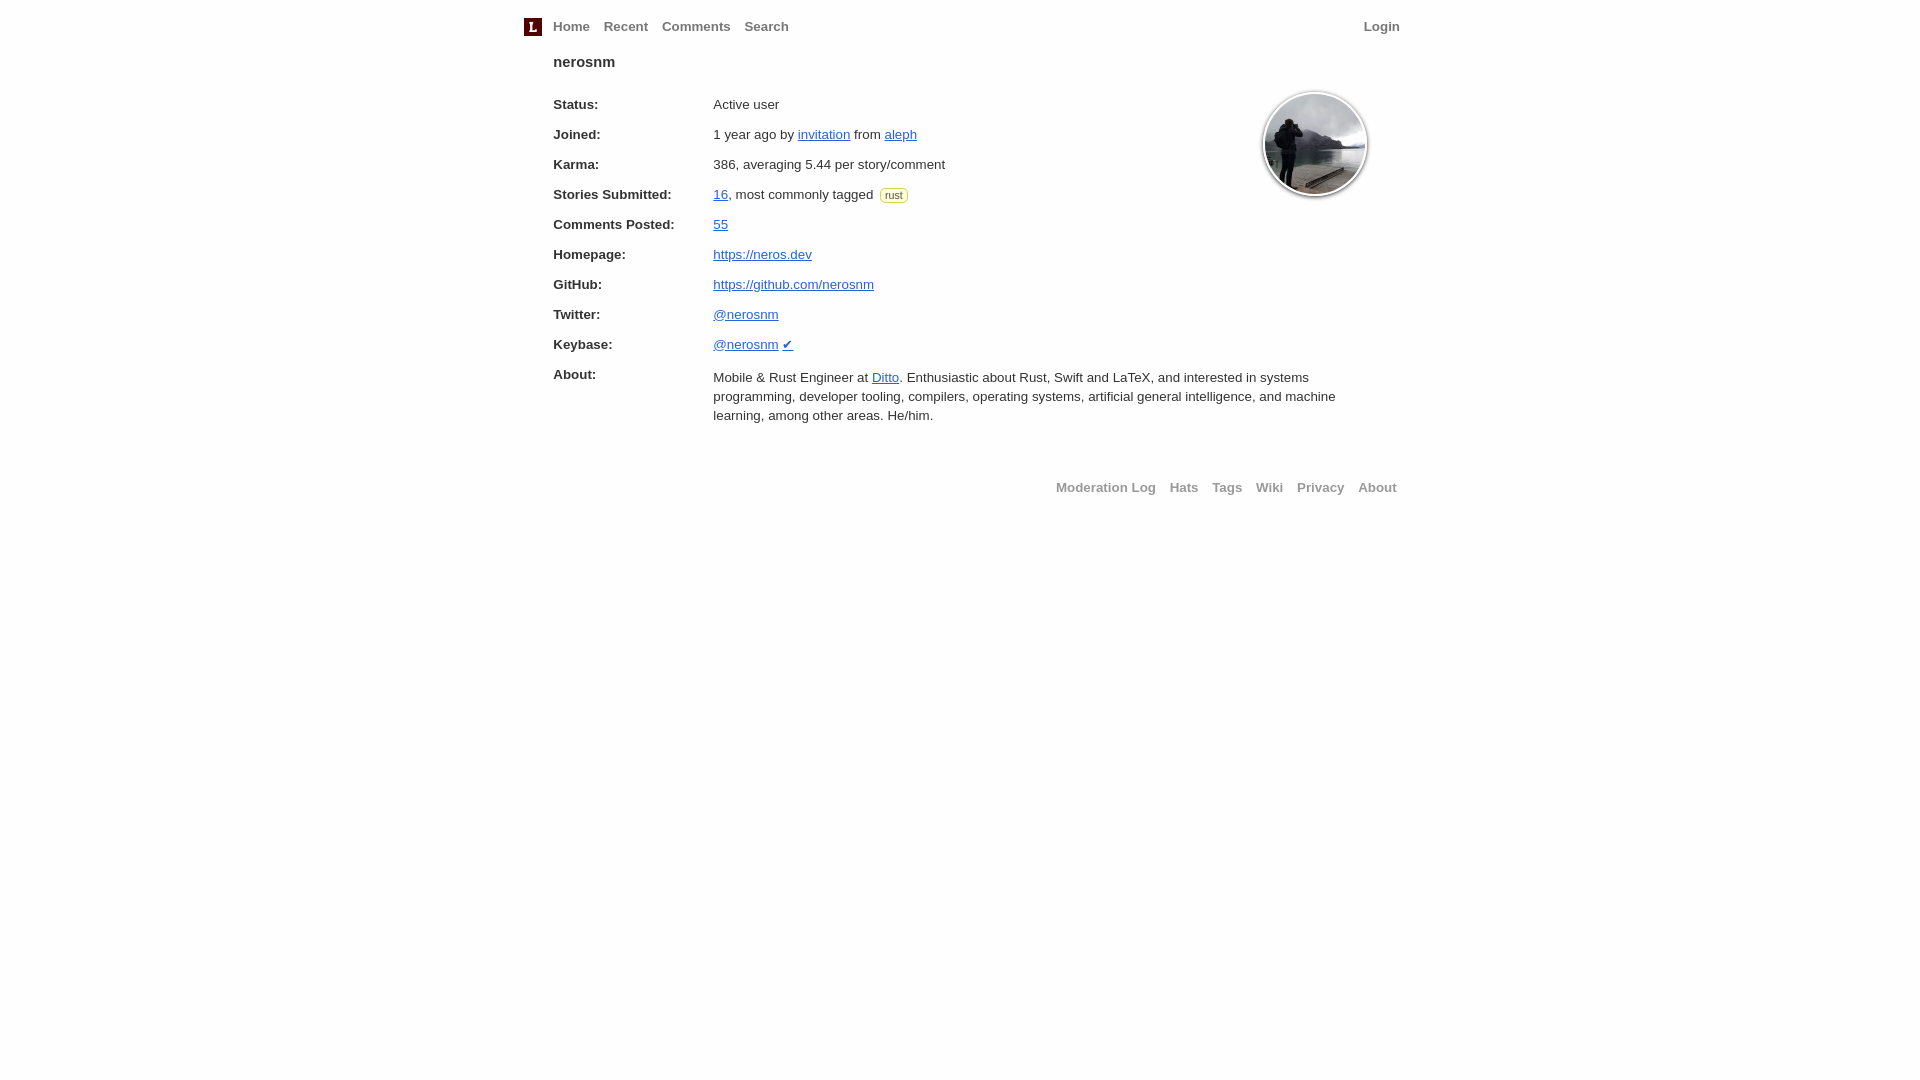 L Home Recent Comments Search Login
nerosnm
Status: Active user
Joined: 1 year ago by invitation from aleph
Karma: 386, averaging 5.44 per story/comment
Stories Submitted: 16, most commonly tagged rust
Comments Posted: 55
Homepage: https://neros.dev
GitHub: https://github.com/nerosnm
Twitter: @nerosnm
Keybase: @nerosnm ✔
About: Mobile & Rust Engineer at Ditto. Enthusiastic about Rust, Swift and LaTeX, and interested in systems
programming, developer tooling, compilers, operating systems, artificial general intelligence, and machine
learning, among other areas. He/him.
Moderation Log Hats Tags Wiki Privacy About